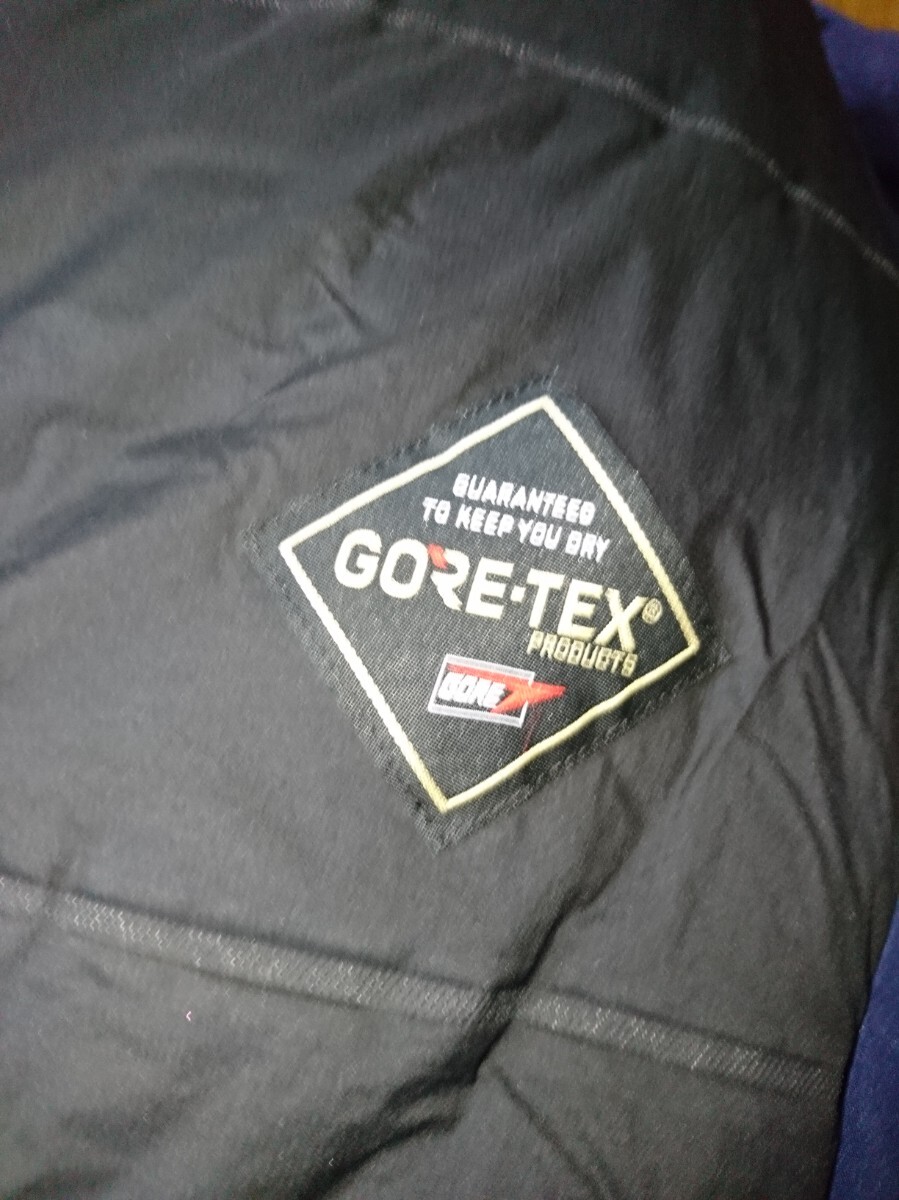 GUARANTEED
TO KEEP YOU DRY
GORE-TEX®
PRODUCTS
GORE